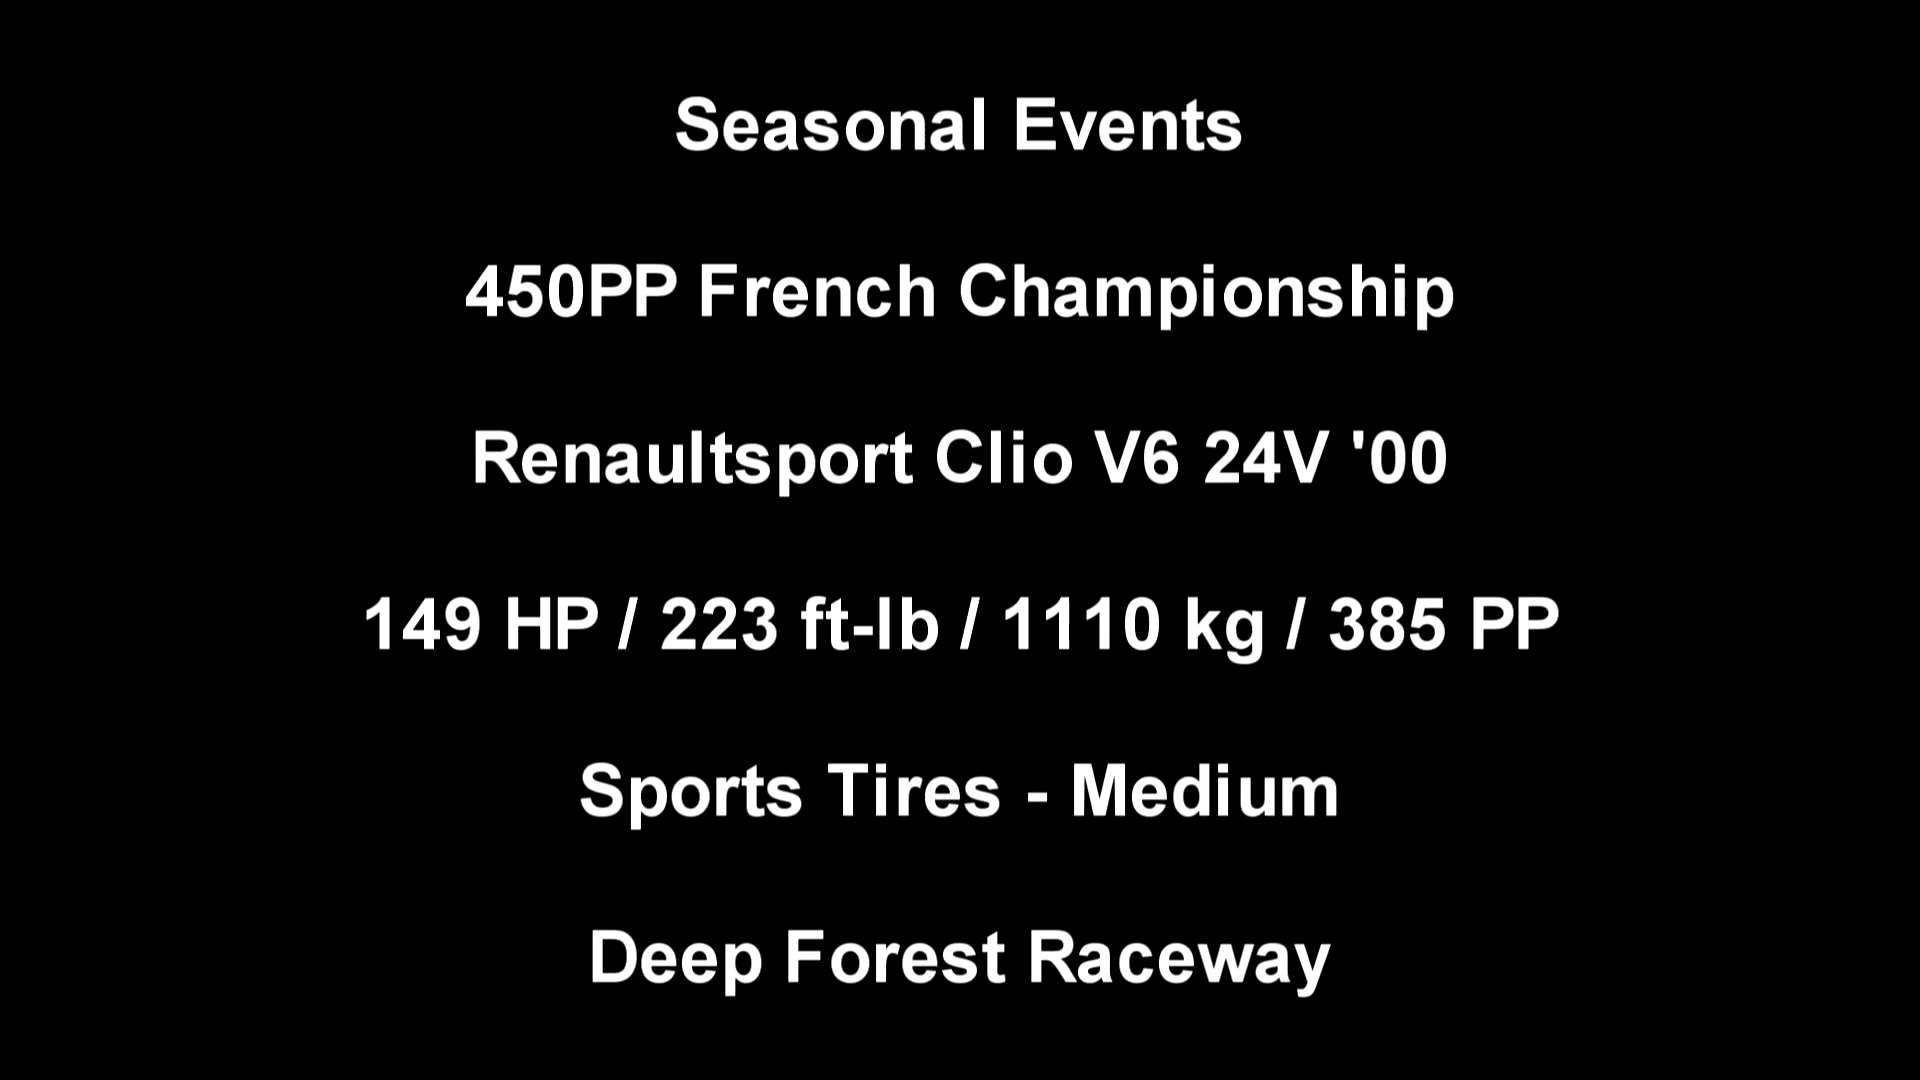 Seasonal Events
450PP French Championship
Renaultsport Clio V6 24V '00
149 HP / 223 ft-lb / 1110 kg / 385 PP
Sports Tires - Medium
Deep Forest Raceway